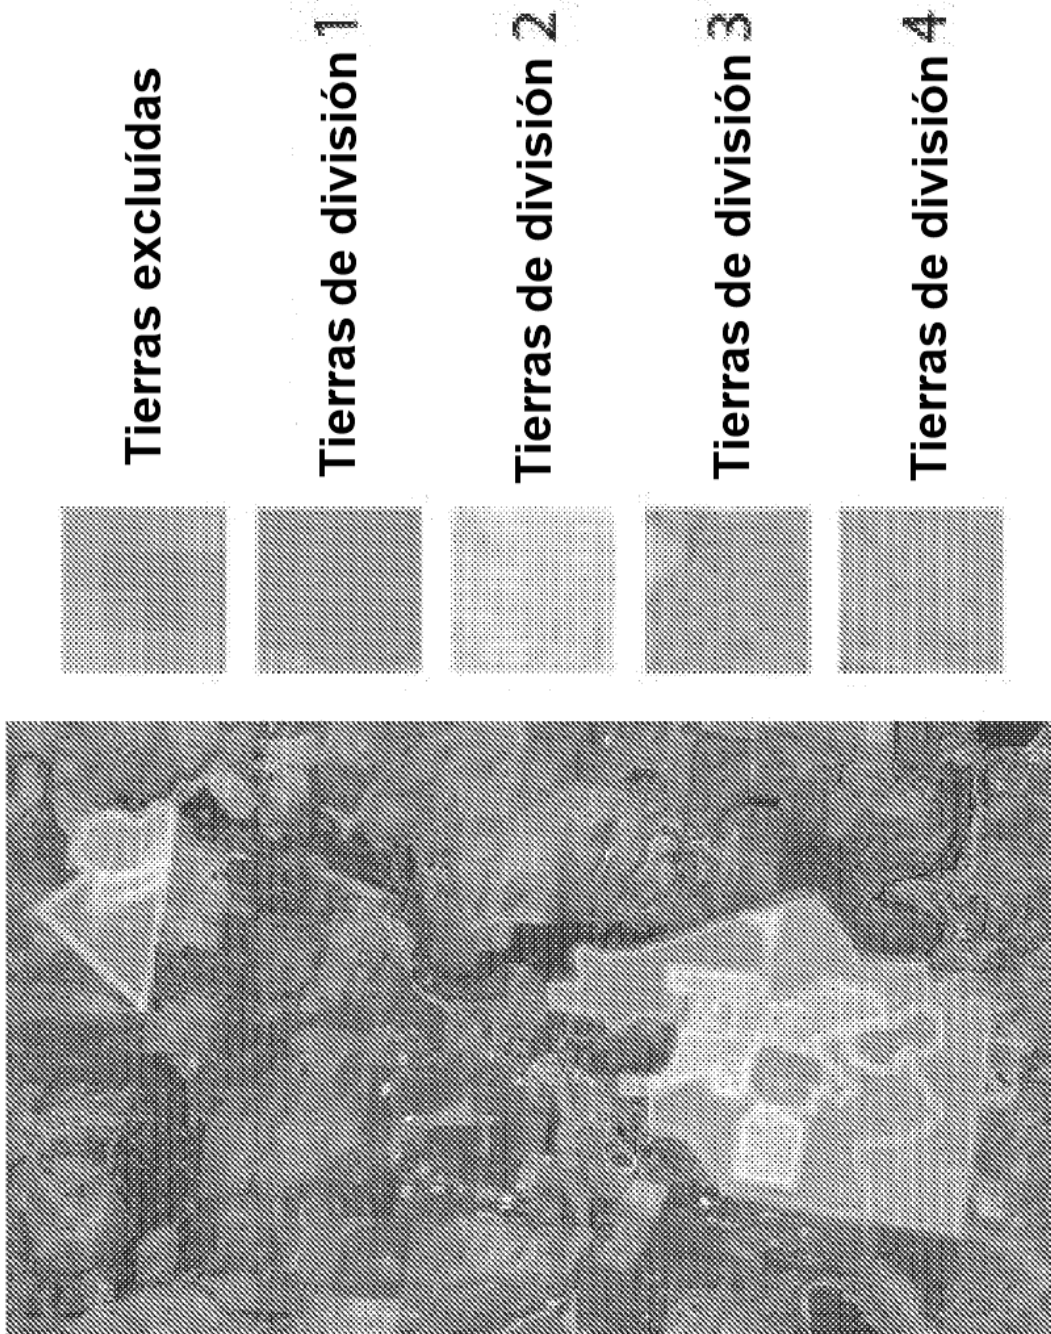 Tierras excluídas
Tierras de división 1
Tierras de división 2
Tierras de división 3
Tierras de división 4